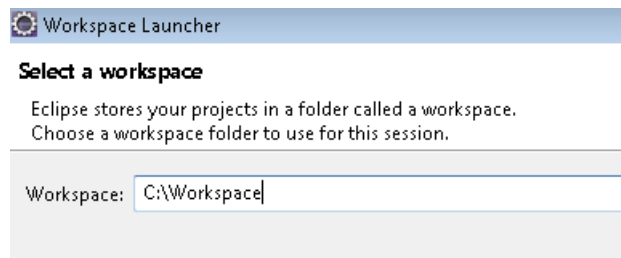 Workspace Launcher
Select a workspace
Eclipse stores your projects in a folder called a workspace.
Choose a workspace folder to use for this session.
Workspace: C:\Workspace